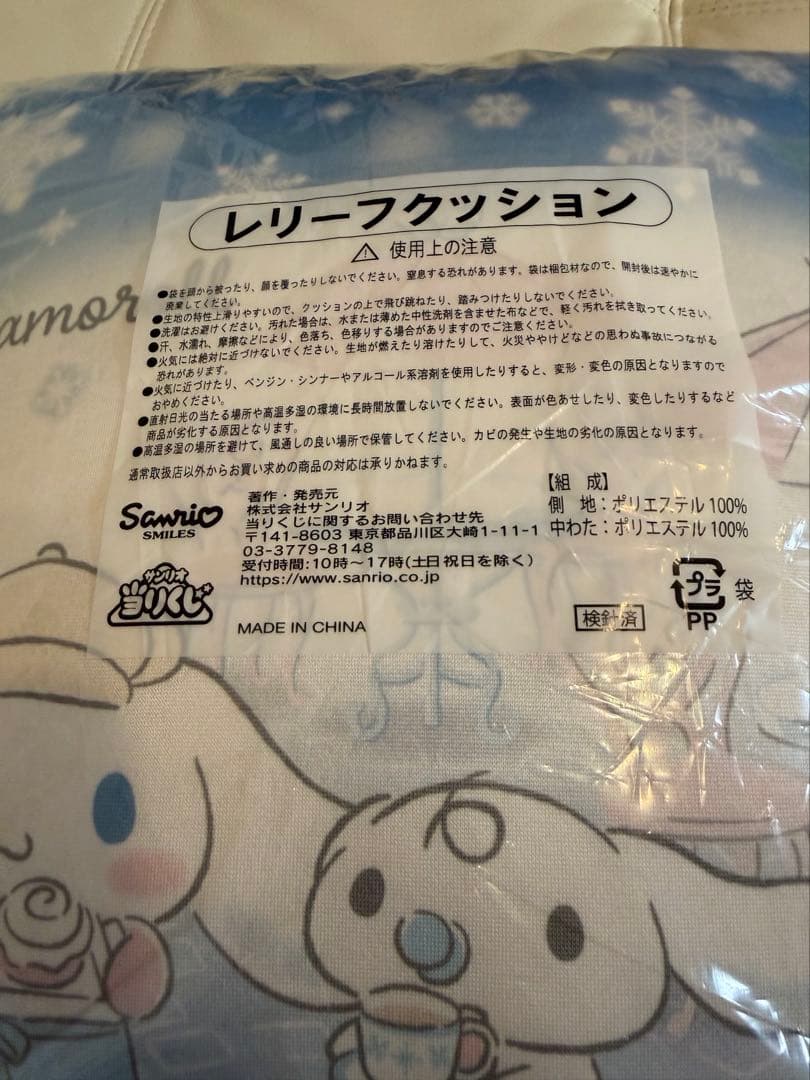 レリーフクッション
⚠ 使用上の注意
●袋を頭から被ったり、顔を覆ったりしないでください。窒息する恐れがあります。袋は梱包材なので、開封後は速やかに
廃棄してください。
●生地の特性上滑りやすいので、クッションの上で飛び跳ねたり、踏みつけたりしないでください。
●洗濯はお避けください。汚れた場合は、水または薄めた中性洗剤を含ませた布などで、軽く汚れを拭き取ってください。
●汗、水濡れ、摩擦などにより、色落ち、色移りする場合がありますのでご注意ください。
●火気には絶対に近づけないでください。生地が燃えたり溶けたりして、火災ややけどなどの思わぬ事故につながる
恐れがあります。
●火気に近づけたり、ベンジン・シンナーやアルコール系溶剤を使用したりすると、変形・変色の原因となりますので
おやめください。
●直射日光の当たる場所や高温多湿の環境に長時間放置しないでください。表面が色あせしたり、変色したりするなど
商品が劣化する原因となります。
●高温多湿の場所を避けて、風通しの良い場所で保管してください。カビの発生や生地の劣化の原因となります。
通常取扱店以外からお買い求めの商品の対応は承りかねます。
Sanrio
SMILES
著作・発売元
株式会社サンリオ
当りくじに関するお問い合わせ先
〒141-8603 東京都品川区大崎1-11-1
03-3779-8148
受付時間:10時～17時(土日祝日を除く)
https://www.sanrio.co.jp
【組 成】
側 地：ポリエステル100%
中わた：ポリエステル100%
サンリオ
当りくじ
MADE IN CHINA
検針済
プラ
PP
袋
amor